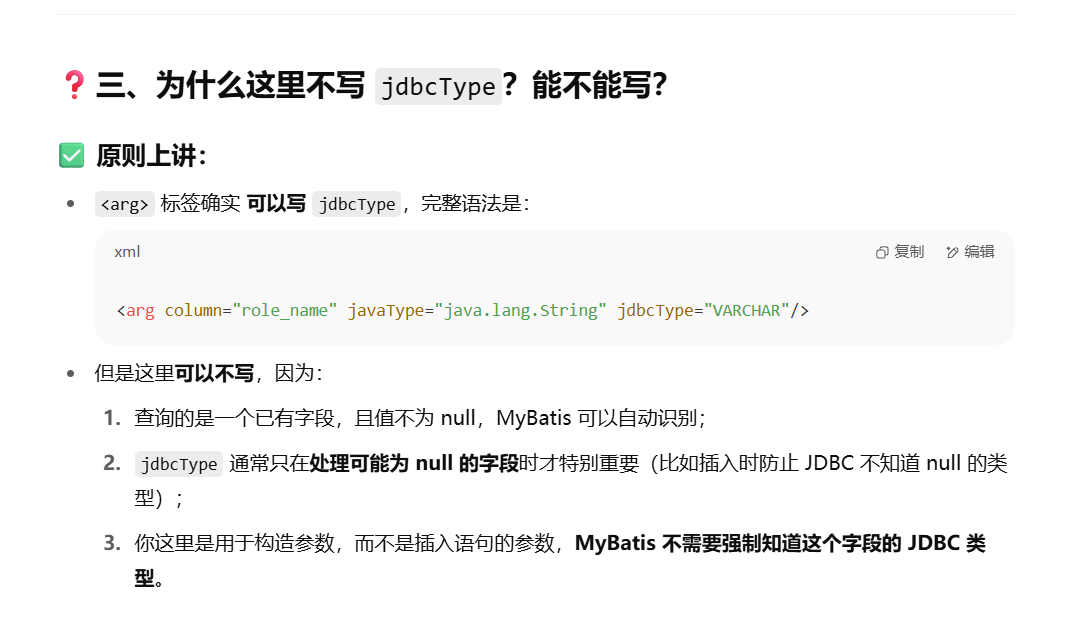 ❓ 三、为什么这里不写 jdbcType？能不能写？
✅ 原则上讲：
• <arg> 标签确实 可以写 jdbcType，完整语法是：
xml 复制 编辑
<arg column="role_name" javaType="java.lang.String" jdbcType="VARCHAR"/>
• 但是这里可以不写，因为：
1. 查询的是一个已有字段，且值不为 null，MyBatis 可以自动识别；
2. jdbcType 通常只在处理可能为 null 的字段时才特别重要（比如插入时防止 JDBC 不知道 null 的类
型）；
3. 你这里是用于构造参数，而不是插入语句的参数，MyBatis 不需要强制知道这个字段的 JDBC 类
型。